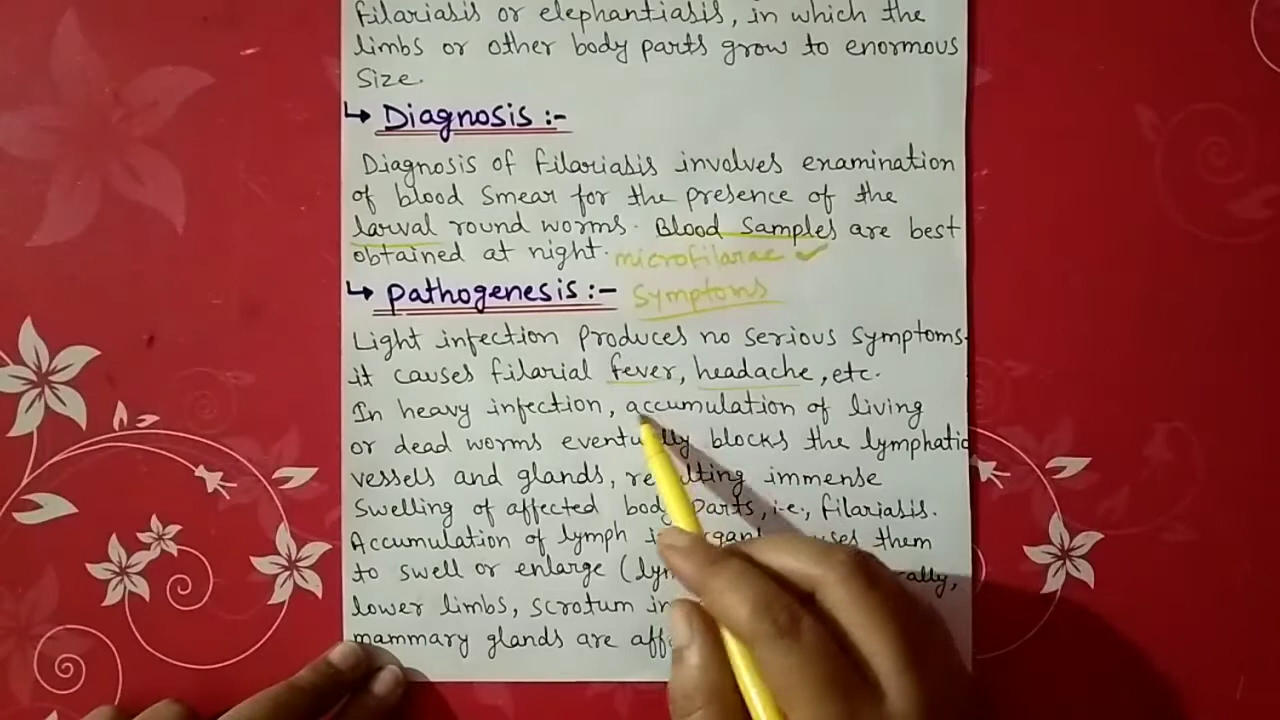 filariasis or elephantiasis, in which the
limbs or other body parts grow to enormous
size.
↳ Diagnosis :-
Diagnosis of filariasis involves examination
of blood smear for the presence of the
larval round worms. Blood samples are best
obtained at night. microfilarae ✓
↳ Pathogenesis :- Symptoms
Light infection produces no serious symptoms.
it causes filarial fever, headache, etc.
In heavy infection, accumulation of living
or dead worms eventually blocks the lymphatic
vessels and glands, resulting immense
swelling of affected body parts, i.e., filariasis.
Accumulation of lymph them
to swell or enlarge (
lower limbs, scrotum
mammary glands are